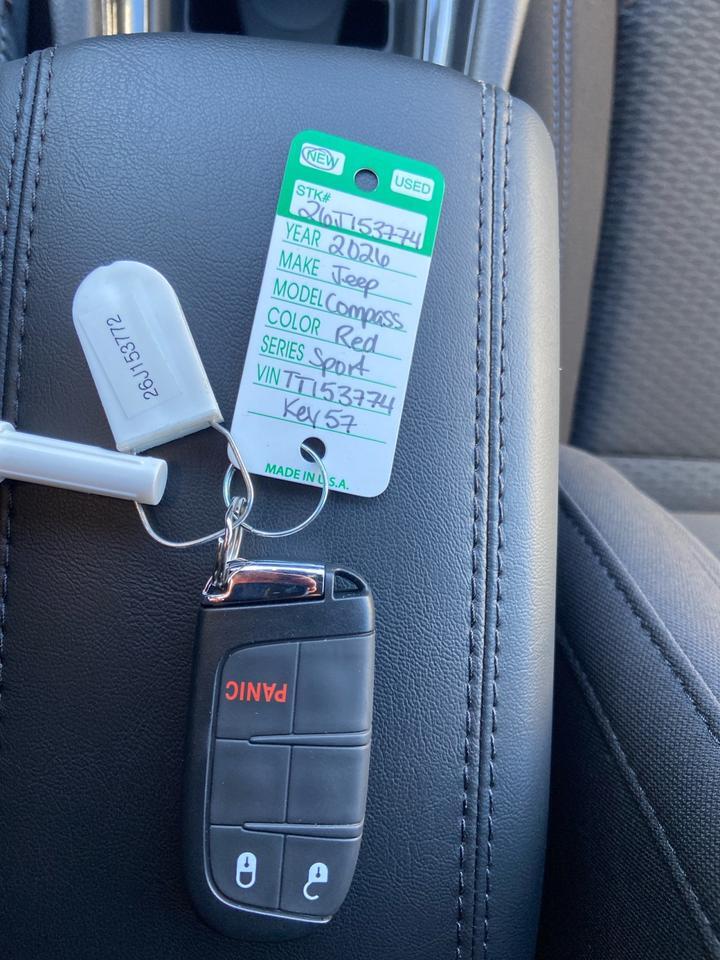 NEW USED
STK#
26JT153774
YEAR 2026
MAKE Jeep
MODEL Compass
COLOR Red
SERIES Sport
VIN TT153774
Key 57
MADE IN U.S.A.
26J153772
PANIC